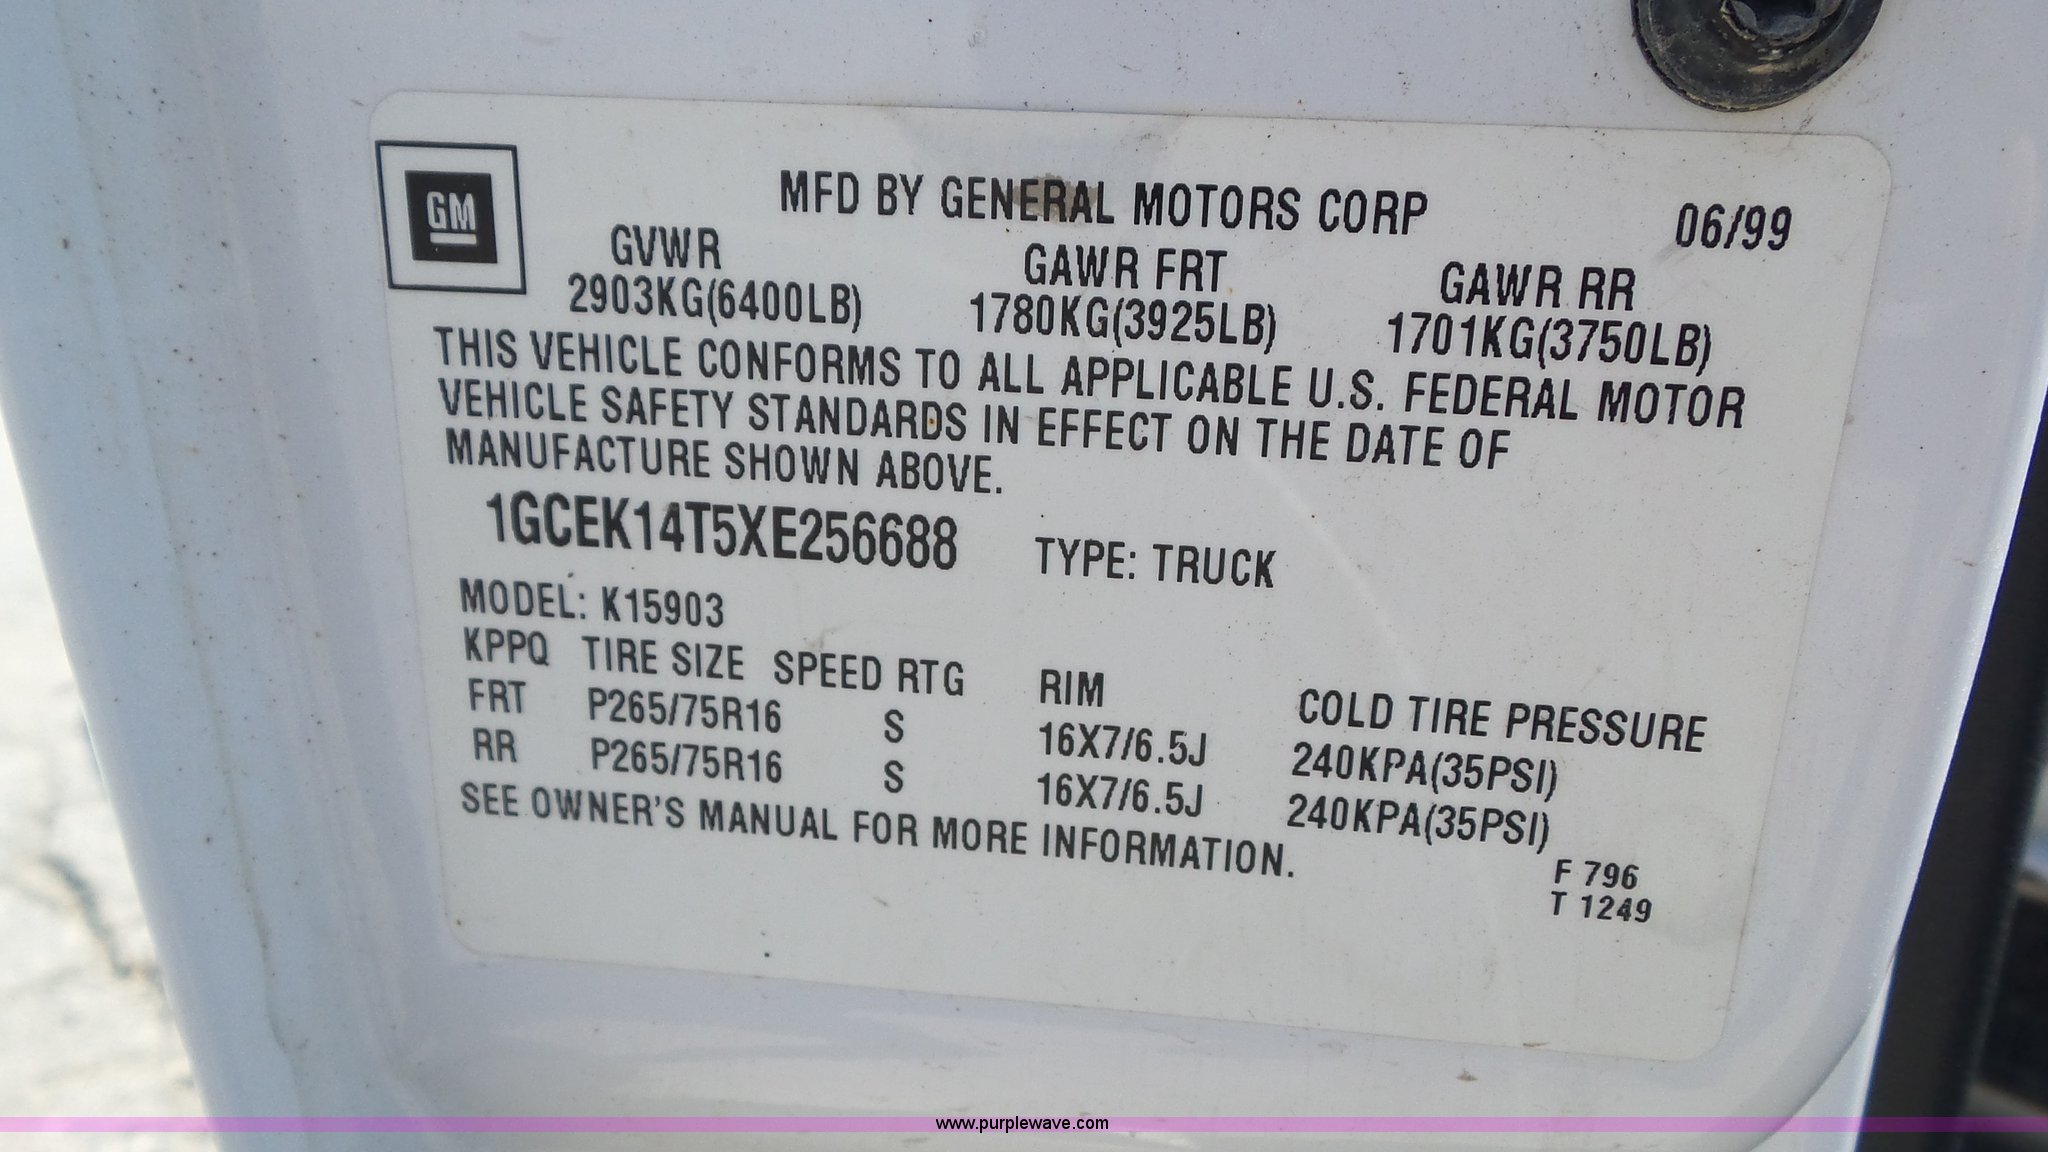 GM
MFD BY GENERAL MOTORS CORP 06/99
GVWR GAWR FRT GAWR RR
2903KG(6400LB) 1780KG(3925LB) 1701KG(3750LB)
THIS VEHICLE CONFORMS TO ALL APPLICABLE U.S. FEDERAL MOTOR
VEHICLE SAFETY STANDARDS IN EFFECT ON THE DATE OF
MANUFACTURE SHOWN ABOVE.
1GCEK14T5XE256688 TYPE: TRUCK
MODEL: K15903
KPPQ TIRE SIZE SPEED RTG RIM COLD TIRE PRESSURE
FRT P265/75R16 S 16X7/6.5J 240KPA(35PSI)
RR P265/75R16 S 16X7/6.5J 240KPA(35PSI)
SEE OWNER'S MANUAL FOR MORE INFORMATION.
F 796
T 1249
www.purplewave.com